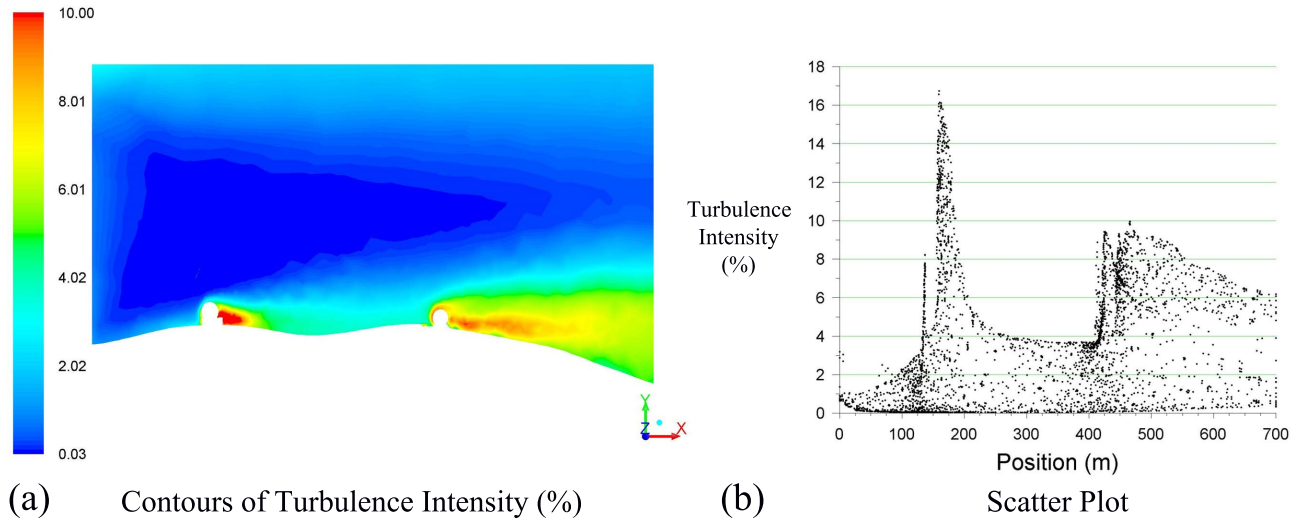 10.00
8.01
6.01
4.02
2.02
0.03
Y
Z
X
(a)
Contours of Turbulence Intensity (%)
Turbulence
Intensity
(%)
18
16
14
12
10
8
6
4
2
0
0 100 200 300 400 500 600 700
Position (m)
(b)
Scatter Plot